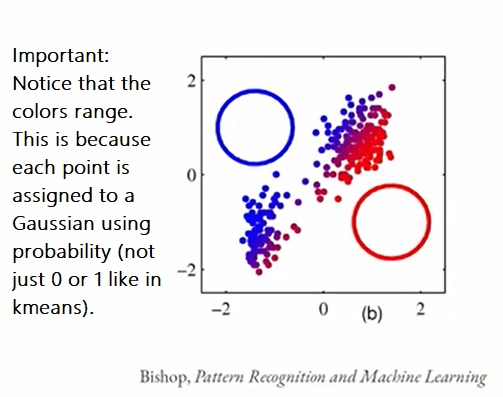 Important:
Notice that the
colors range.
This is because
each point is
assigned to a
Gaussian using
probability (not
just 0 or 1 like in
kmeans).
2
0
−2
−2
0
(b)
2
Bishop, Pattern Recognition and Machine Learning